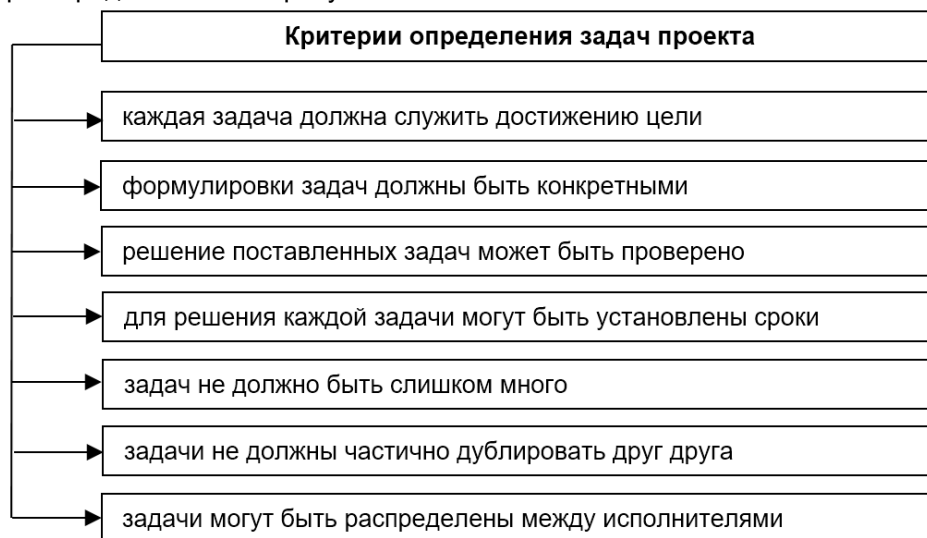 Критерии определения задач проекта
каждая задача должна служить достижению цели
формулировки задач должны быть конкретными
решение поставленных задач может быть проверено
для решения каждой задачи могут быть установлены сроки
задач не должно быть слишком много
задачи не должны частично дублировать друг друга
задачи могут быть распределены между исполнителями